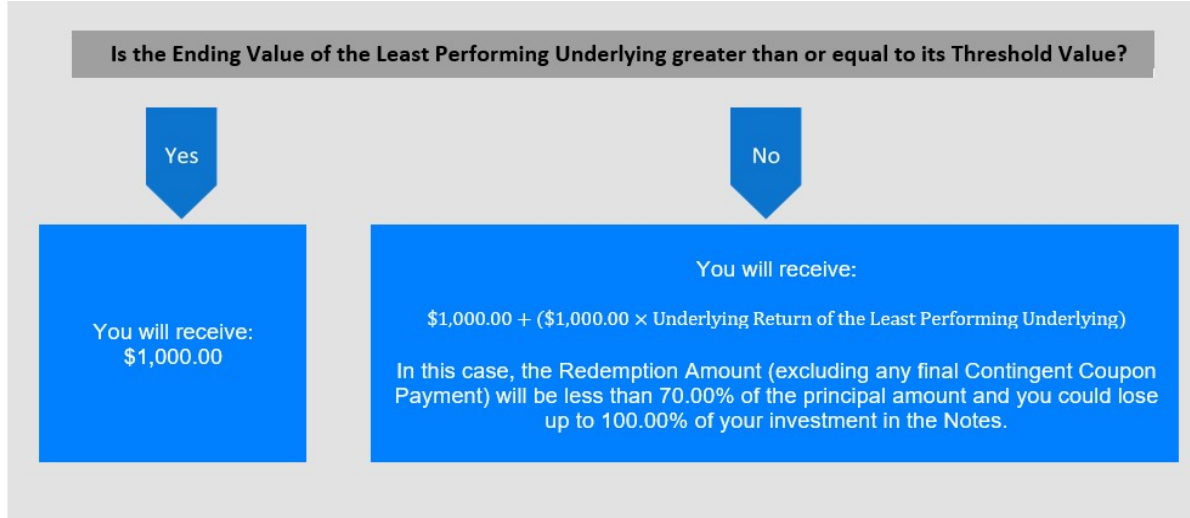 Is the Ending Value of the Least Performing Underlying greater than or equal to its Threshold Value?
Yes
No
You will receive:
$1,000.00
You will receive:
$1,000.00 + ($1,000.00 × Underlying Return of the Least Performing Underlying)
In this case, the Redemption Amount (excluding any final Contingent Coupon
Payment) will be less than 70.00% of the principal amount and you could lose
up to 100.00% of your investment in the Notes.